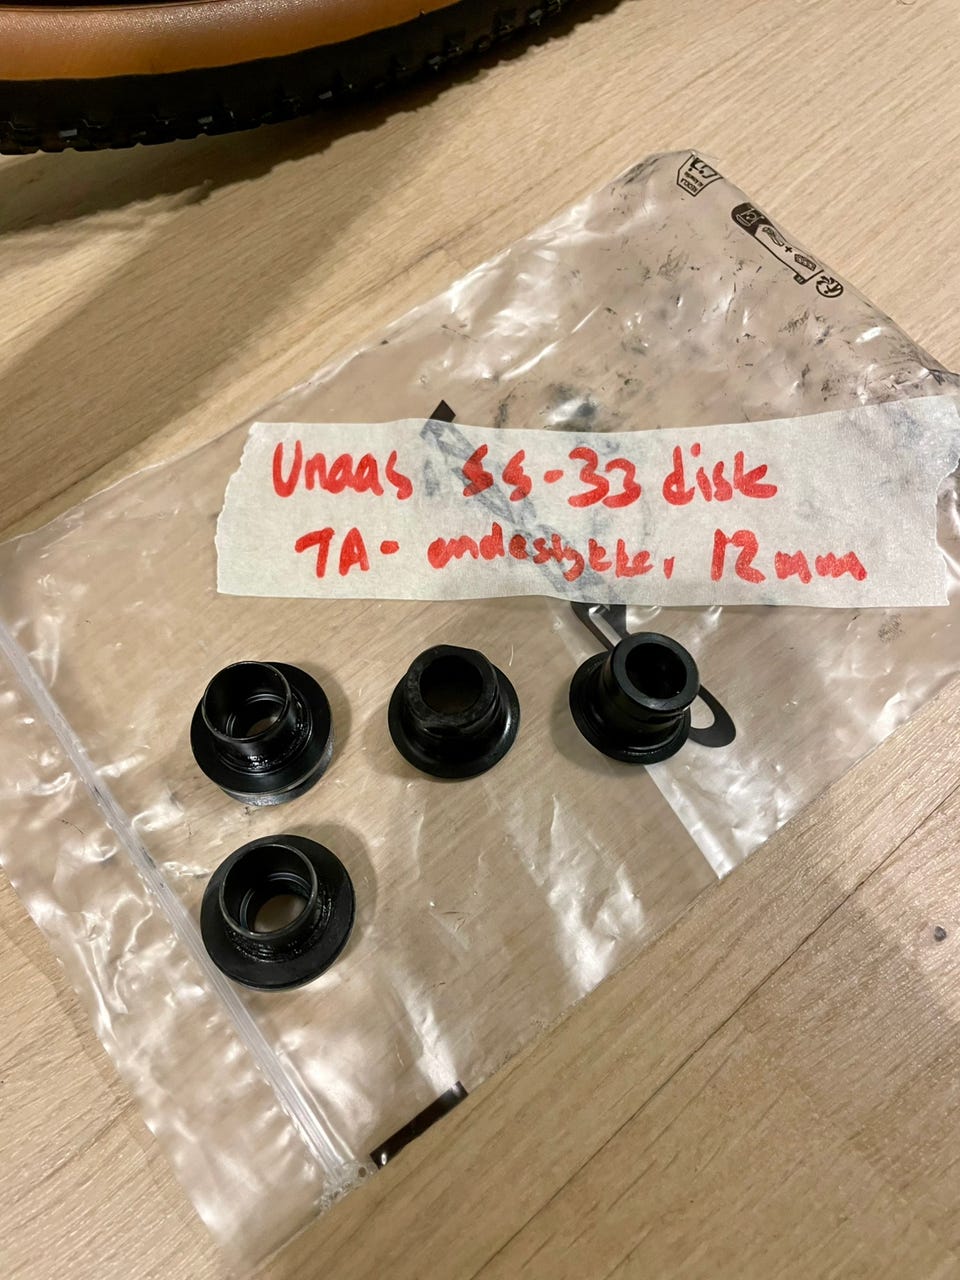 Unaas SS-33 disk
TA-endestykke, 12mm